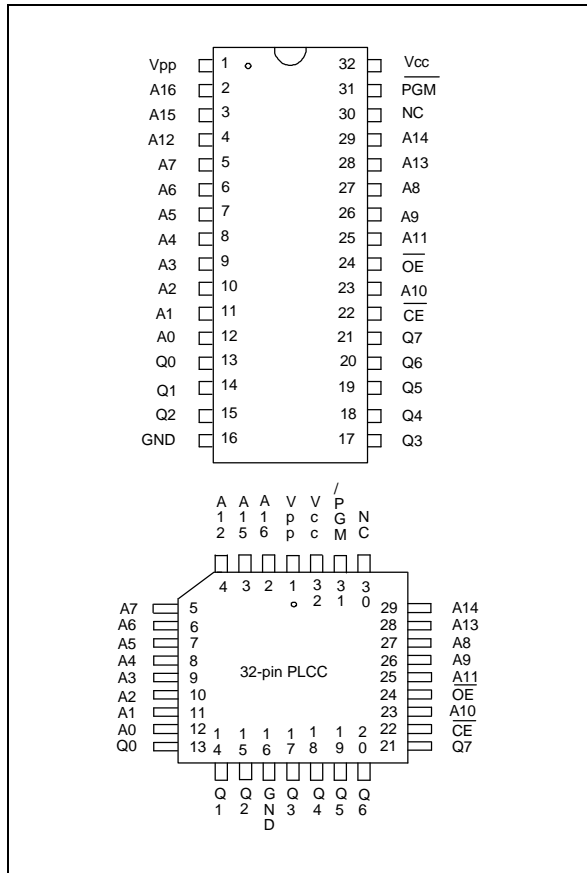 Vpp 1 32 Vcc
A16 2 31 PGM
A15 3 30 NC
A12 4 29 A14
A7 5 28 A13
A6 6 27 A8
A5 7 26 A9
A4 8 25 A11
A3 9 24 OE
A2 10 23 A10
A1 11 22 CE
A0 12 21 Q7
Q0 13 20 Q6
Q1 14 19 Q5
Q2 15 18 Q4
GND 16 17 Q3
A12 A15 A16 Vpp Vcc /PGM NC
4 3 2 1 32 31 30
A7 5 29 A14
A6 6 28 A13
A5 7 27 A8
A4 8 26 A9
A3 9 32-pin PLCC 25 A11
A2 10 24 OE
A1 11 23 A10
A0 12 22 CE
Q0 13 21 Q7
14 15 16 17 18 19 20
Q1 Q2 GND Q3 Q4 Q5 Q6